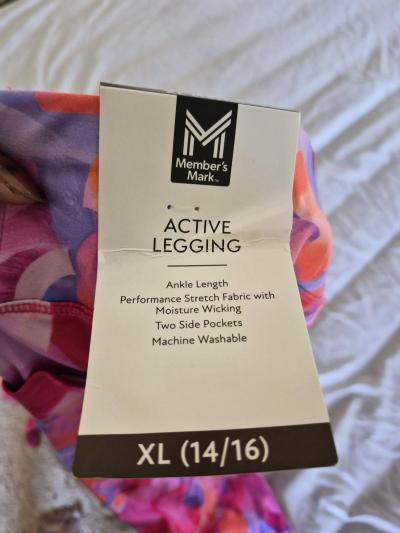 Member's
Mark™
ACTIVE
LEGGING
Ankle Length
Performance Stretch Fabric with
Moisture Wicking
Two Side Pockets
Machine Washable
XL (14/16)